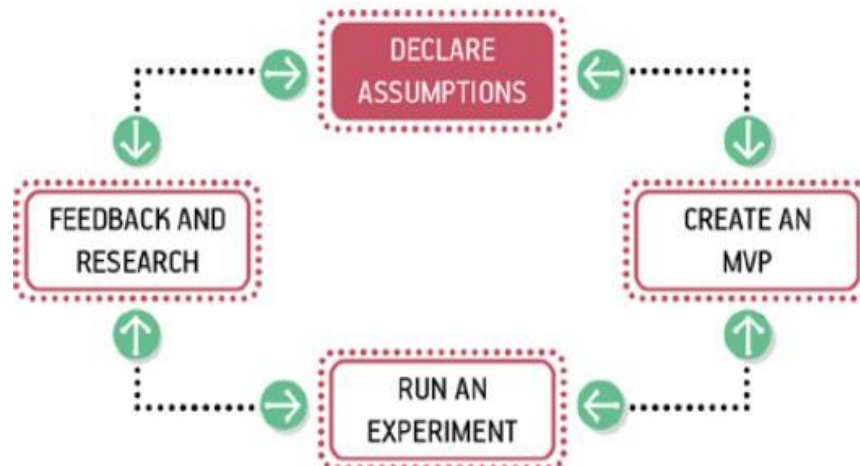 DECLARE
ASSUMPTIONS
FEEDBACK AND
RESEARCH
CREATE AN
MVP
RUN AN
EXPERIMENT